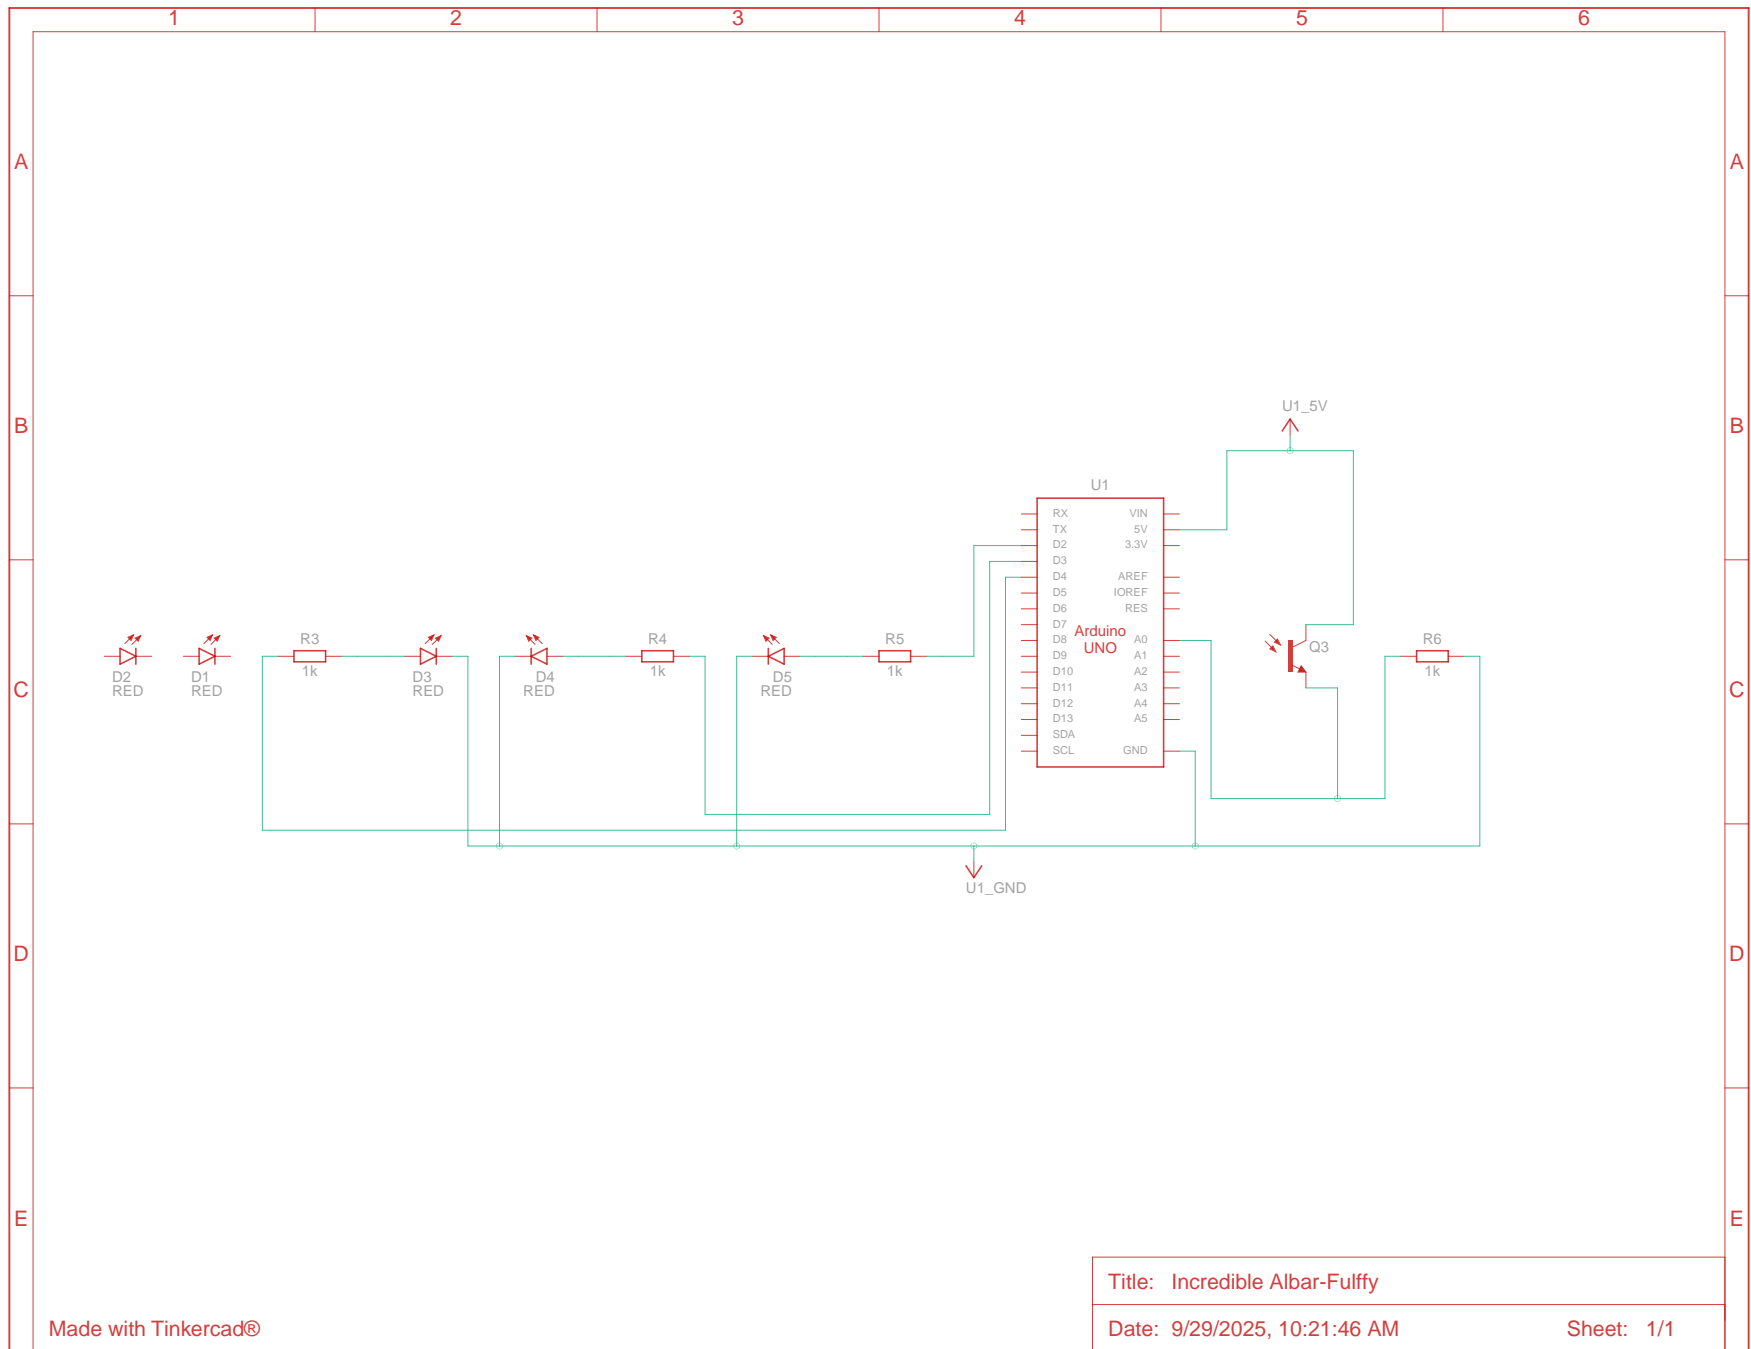 1 2 3 4 5 6
A A
B B
C C
D D
E E
U1_5V
U1
RX VIN
TX 5V
D2 3.3V
D3
D4 AREF
D5 IOREF
D6 RES
D7
Arduino
UNO
D8 A0
D9 A1
D10 A2
D11 A3
D12 A4
D13 A5
SDA
SCL GND
R3
1k
R4
1k
R5
1k
Q3
R6
1k
D2
RED
D1
RED
D3
RED
D4
RED
D5
RED
U1_GND
Title: Incredible Albar-Fulffy
Made with Tinkercad®
Date: 9/29/2025, 10:21:46 AM Sheet: 1/1